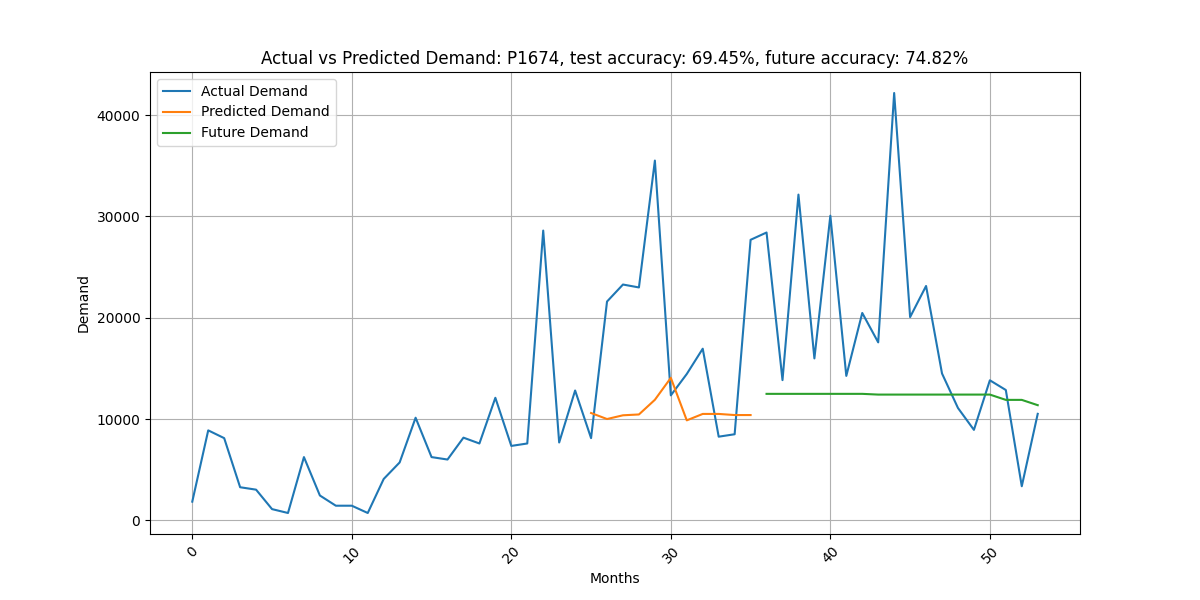 Actual vs Predicted Demand: P1674, test accuracy: 69.45%, future accuracy: 74.82%
Actual Demand
Predicted Demand
Future Demand
40000
30000
20000
10000
0
Demand
0
10
20
30
40
50
Months